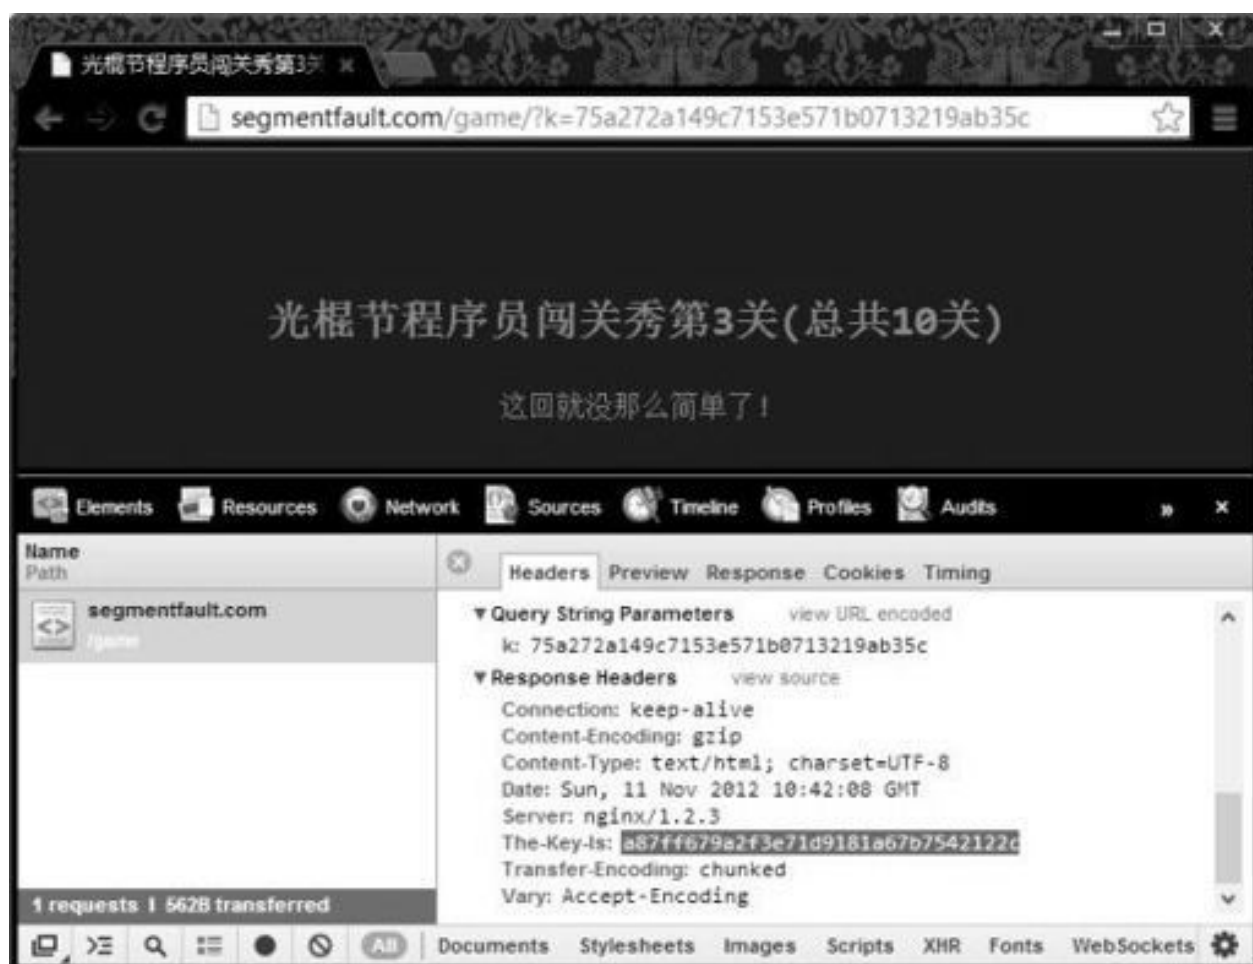 光棍节程序员闯关秀第3关
segmentfault.com/game/?k=75a272a149c7153e571b0713219ab35c
光棍节程序员闯关秀第3关(总共10关)
这回就没那么简单了!
Elements Resources Network Sources Timeline Profiles Audits » ×
Name
Path
Headers Preview Response Cookies Timing
segmentfault.com
/game
▼Query String Parameters view URL encoded
k: 75a272a149c7153e571b0713219ab35c
▼Response Headers view source
Connection: keep-alive
Content-Encoding: gzip
Content-Type: text/html; charset=UTF-8
Date: Sun, 11 Nov 2012 10:42:08 GMT
Server: nginx/1.2.3
The-Key-Is: a87ff679a2f3e71d9181a67b7542122c
Transfer-Encoding: chunked
Vary: Accept-Encoding
1 requests | 562B transferred
All Documents Stylesheets Images Scripts XHR Fonts WebSockets